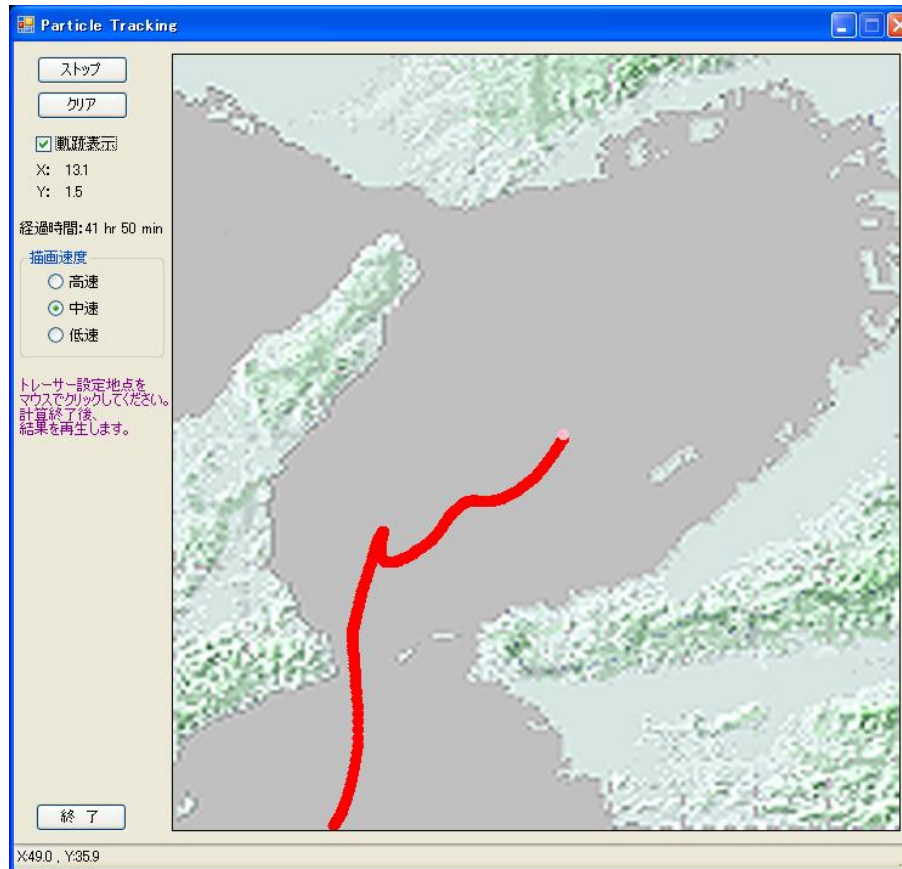 Particle Tracking
ストップ
クリア
軌跡表示
X: 13.1
Y: 1.5
経過時間:41 hr 50 min
描画速度
高速
中速
低速
トレーサー設定地点を
マウスでクリックしてください。
計算終了後、
結果を再生します。
終 了
X:49.0 , Y:35.9